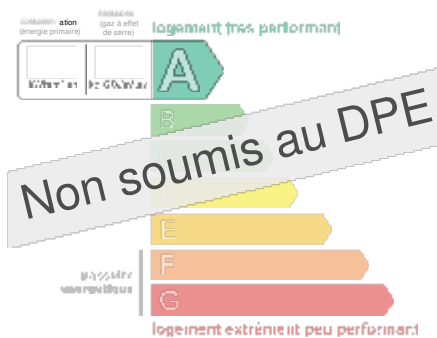 ation
(énergie primaire)
(gaz à effet
de serre)
logement très performant
A
B
Non soumis au DPE
E
F
G
logement extrêmement peu performant